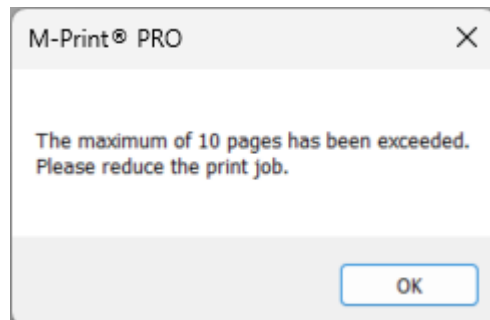 M-Print® PRO
The maximum of 10 pages has been exceeded.
Please reduce the print job.
OK